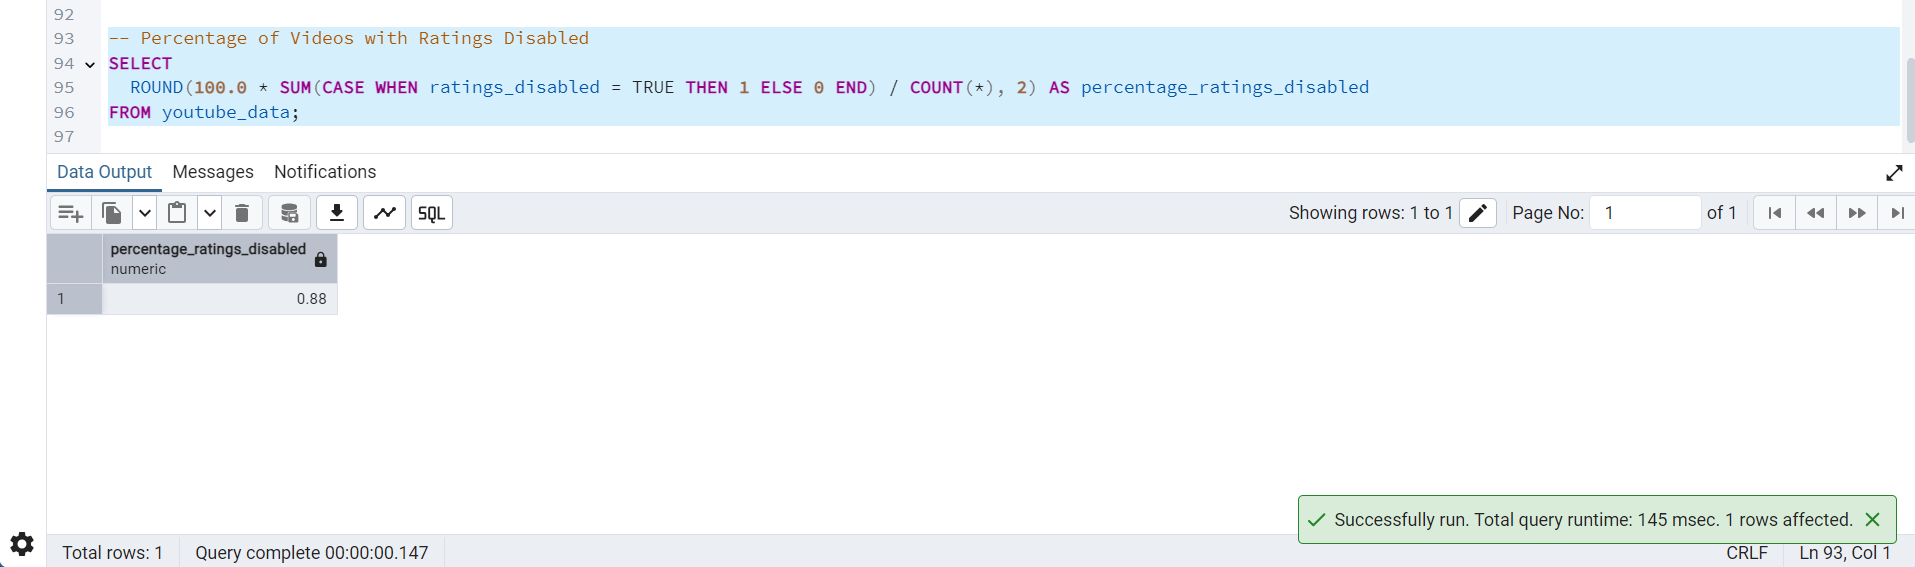 92
93 -- Percentage of Videos with Ratings Disabled
94 SELECT
95 ROUND(100.0 * SUM(CASE WHEN ratings_disabled = TRUE THEN 1 ELSE 0 END) / COUNT(*), 2) AS percentage_ratings_disabled
96 FROM youtube_data;
97
Data Output Messages Notifications
SQL Showing rows: 1 to 1 Page No: 1 of 1
percentage_ratings_disabled
numeric
1 0.88
Successfully run. Total query runtime: 145 msec. 1 rows affected.
Total rows: 1 Query complete 00:00:00.147 CRLF Ln 93, Col 1